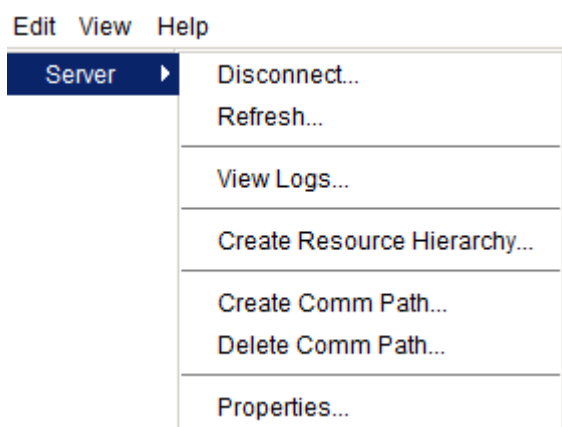 Edit View Help
Server
Disconnect...
Refresh...
View Logs...
Create Resource Hierarchy...
Create Comm Path...
Delete Comm Path...
Properties...